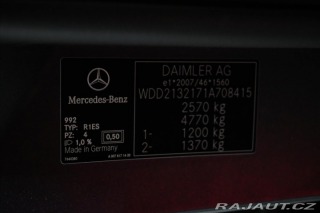 DAIMLER AG
e1*2007/46*1560
WDD2132171A708415
2570 kg
4770 kg
1- 1200 kg
2- 1370 kg
Mercedes-Benz
992
TYP: R1ES
PZ: 4 0,50
1,0 %
Made in Germany
RAJAUT.CZ